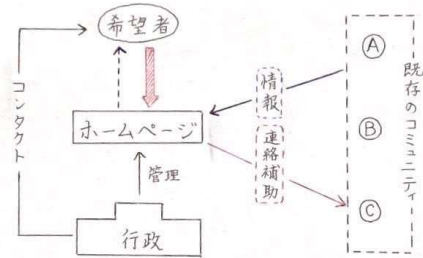 希望者
Ⓐ
情報
コンタクト
既存のコミュニティ
ホームページ
Ⓑ
連絡補助
管理
Ⓒ
行政